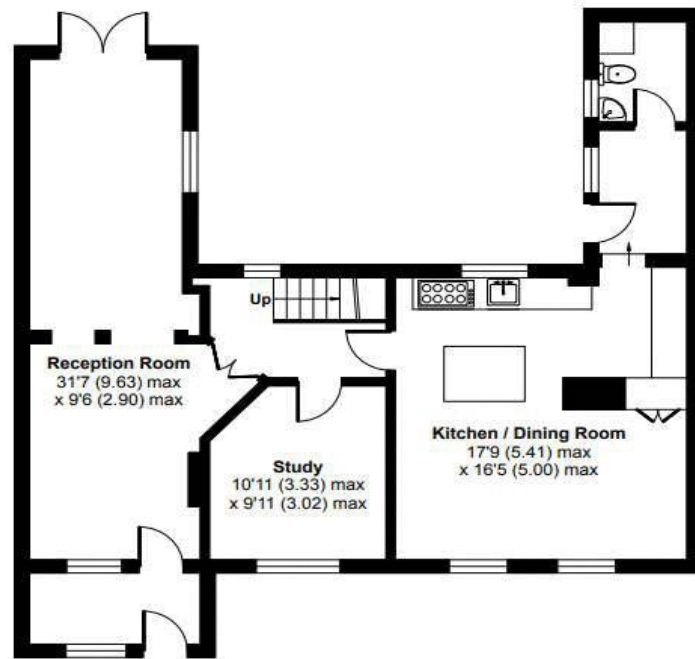 Up
Reception Room
31'7 (9.63) max
x 9'6 (2.90) max
Study
10'11 (3.33) max
x 9'11 (3.02) max
Kitchen / Dining Room
17'9 (5.41) max
x 16'5 (5.00) max